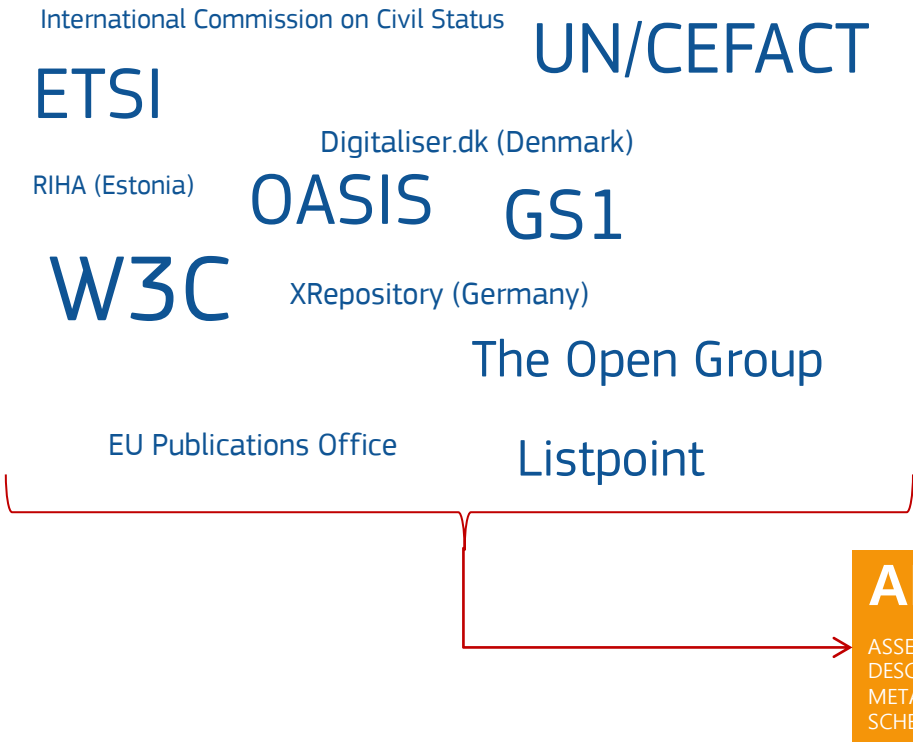 International Commission on Civil Status
UN/CEFACT
ETSI
Digitaliser.dk (Denmark)
RIHA (Estonia)
OASIS
GS1
W3C
XRepository (Germany)
The Open Group
EU Publications Office
Listpoint
A